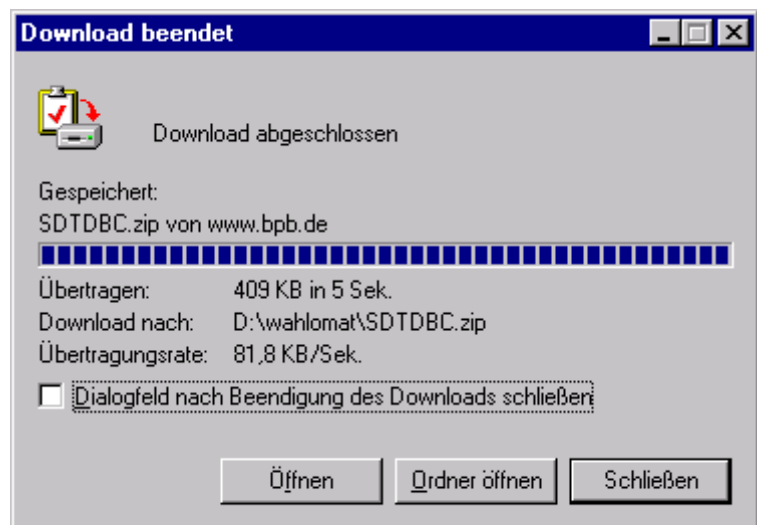 Download beendet
Download abgeschlossen
Gespeichert:
SDTDBC.zip von www.bpb.de
Übertragen: 409 KB in 5 Sek.
Download nach: D:\wahlomat\SDTDBC.zip
Übertragungsrate: 81,8 KB/Sek.
Dialogfeld nach Beendigung des Downloads schließen
Öffnen Ordner öffnen Schließen